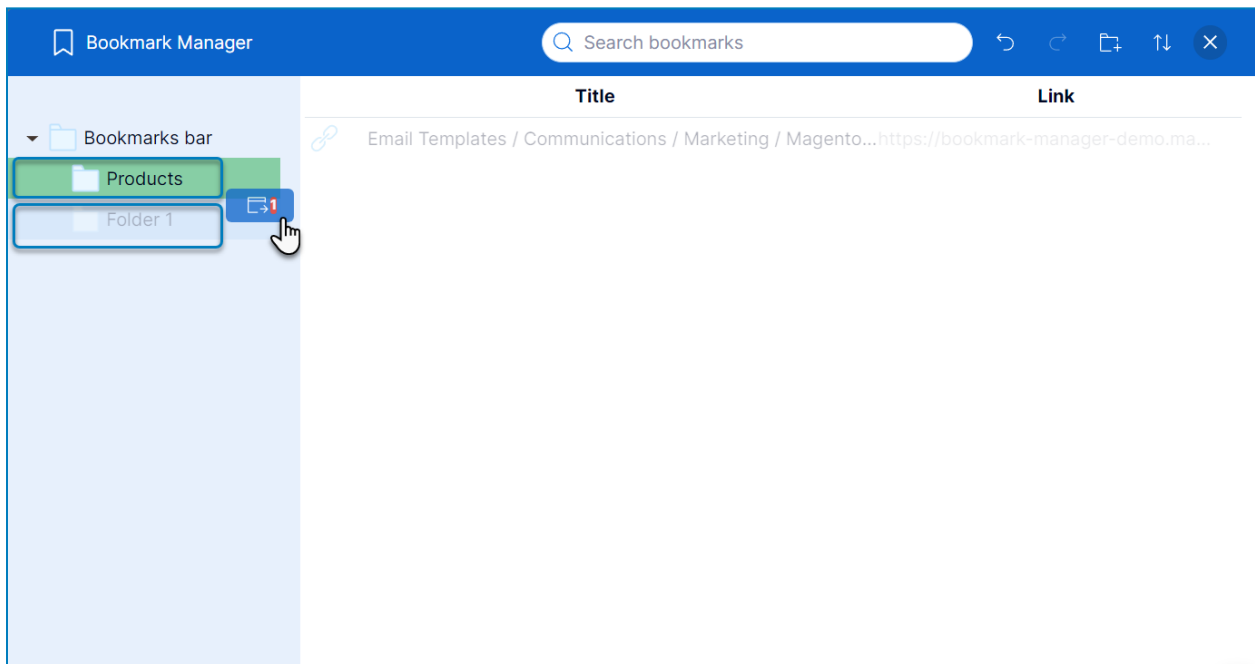 Bookmark Manager
Search bookmarks
Title Link
Bookmarks bar
Email Templates / Communications / Marketing / Magento... https://bookmark-manager-demo.ma...
Products
1
Folder 1